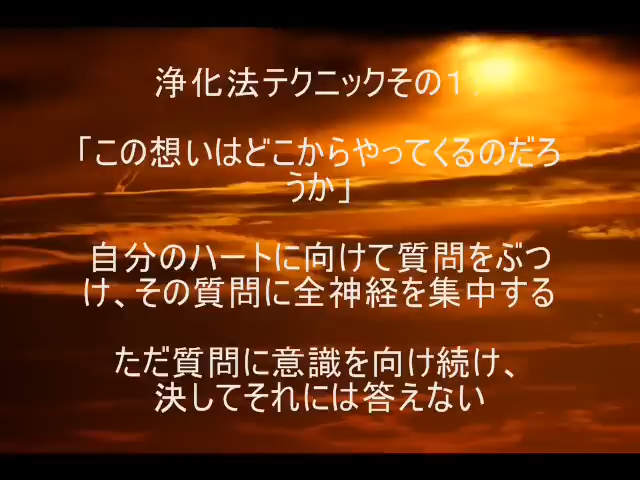 浄化法テクニックその１．
「この想いはどこからやってくるのだろ
うか」
自分のハートに向けて質問をぶつ
け、その質問に全神経を集中する
ただ質問に意識を向け続け、
決してそれには答えない